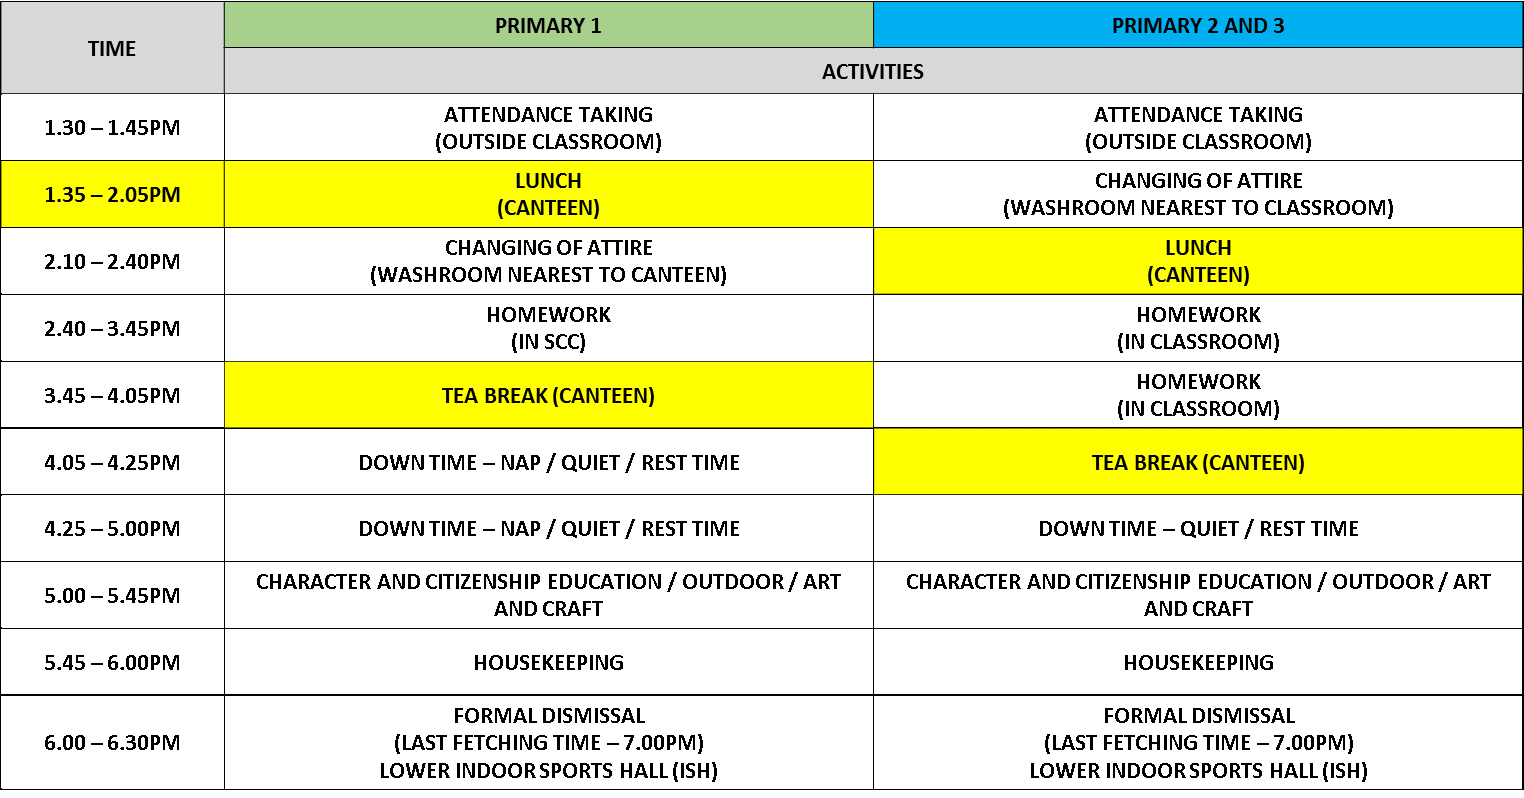 TIME
PRIMARY 1
PRIMARY 2 AND 3
ACTIVITIES
1.30 – 1.45PM
ATTENDANCE TAKING
(OUTSIDE CLASSROOM)
ATTENDANCE TAKING
(OUTSIDE CLASSROOM)
1.35 – 2.05PM
LUNCH
(CANTEEN)
CHANGING OF ATTIRE
(WASHROOM NEAREST TO CLASSROOM)
2.10 – 2.40PM
CHANGING OF ATTIRE
(WASHROOM NEAREST TO CANTEEN)
LUNCH
(CANTEEN)
2.40 – 3.45PM
HOMEWORK
(IN SCC)
HOMEWORK
(IN CLASSROOM)
3.45 – 4.05PM
TEA BREAK (CANTEEN)
HOMEWORK
(IN CLASSROOM)
4.05 – 4.25PM
DOWN TIME – NAP / QUIET / REST TIME
TEA BREAK (CANTEEN)
4.25 – 5.00PM
DOWN TIME – NAP / QUIET / REST TIME
DOWN TIME – QUIET / REST TIME
5.00 – 5.45PM
CHARACTER AND CITIZENSHIP EDUCATION / OUTDOOR / ART
AND CRAFT
CHARACTER AND CITIZENSHIP EDUCATION / OUTDOOR / ART
AND CRAFT
5.45 – 6.00PM
HOUSEKEEPING
HOUSEKEEPING
6.00 – 6.30PM
FORMAL DISMISSAL
(LAST FETCHING TIME – 7.00PM)
LOWER INDOOR SPORTS HALL (ISH)
FORMAL DISMISSAL
(LAST FETCHING TIME – 7.00PM)
LOWER INDOOR SPORTS HALL (ISH)